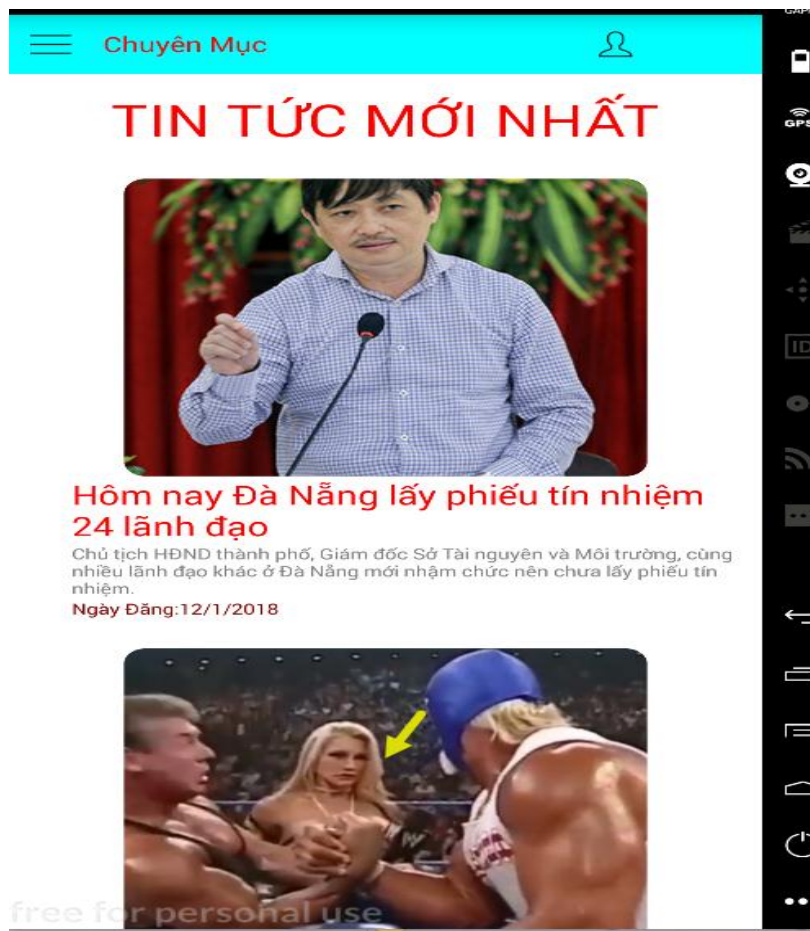 Chuyên Mục
TIN TỨC MỚI NHẤT
Hôm nay Đà Nẵng lấy phiếu tín nhiệm
24 lãnh đạo
Chủ tịch HĐND thành phố, Giám đốc Sở Tài nguyên và Môi trường, cùng
nhiều lãnh đạo khác ở Đà Nẵng mới nhậm chức nên chưa lấy phiếu tín
nhiệm.
Ngày Đăng:12/1/2018
free for personal use
GPS
ID